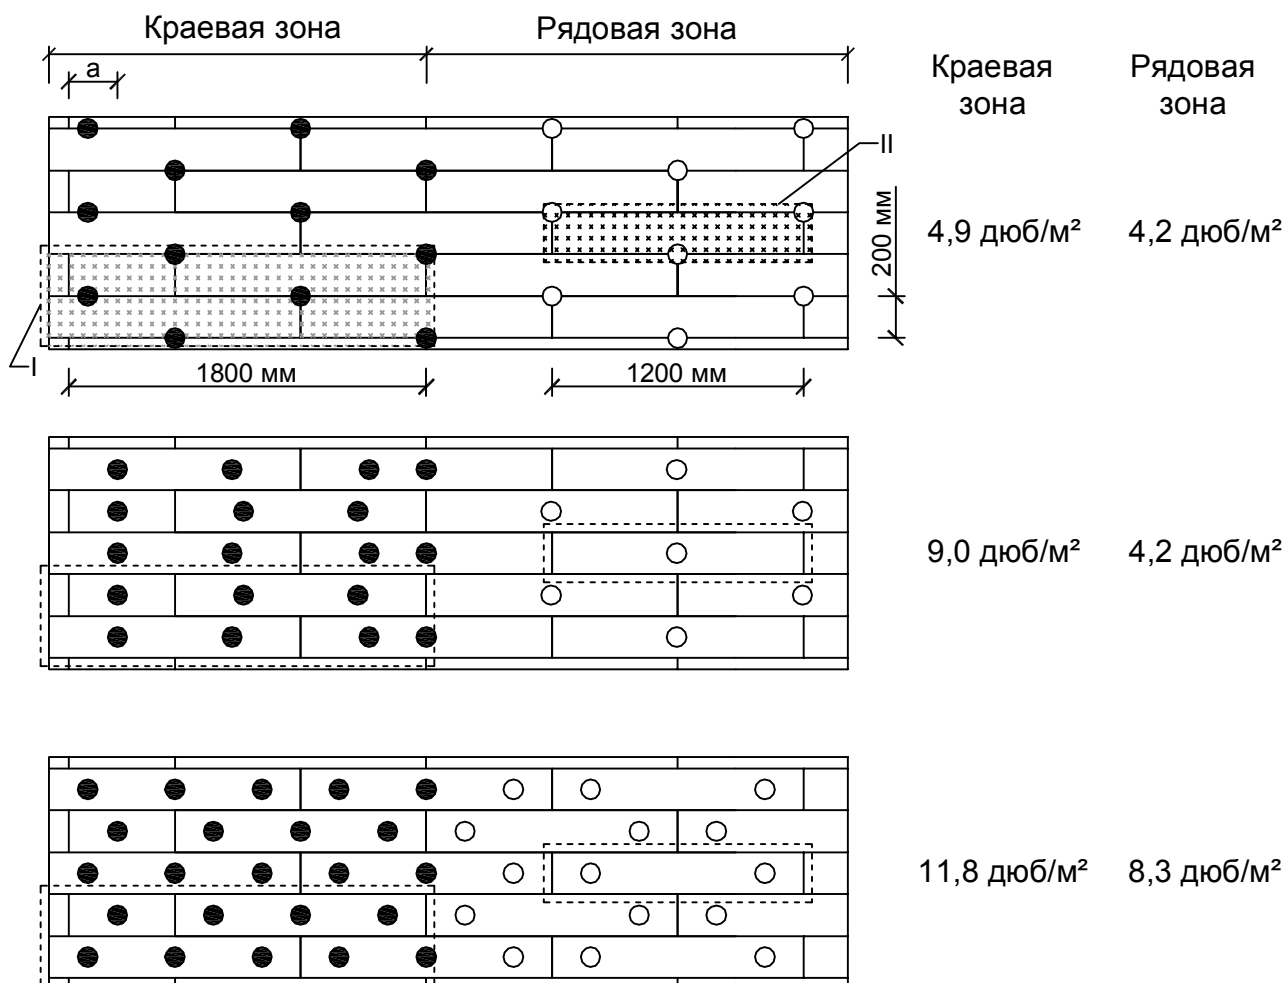 Краевая зона
Рядовая зона
a
Краевая зона
Рядовая зона
II
4,9 дюб/м²
4,2 дюб/м²
200 мм
I
1800 мм
1200 мм
9,0 дюб/м²
4,2 дюб/м²
11,8 дюб/м²
8,3 дюб/м²